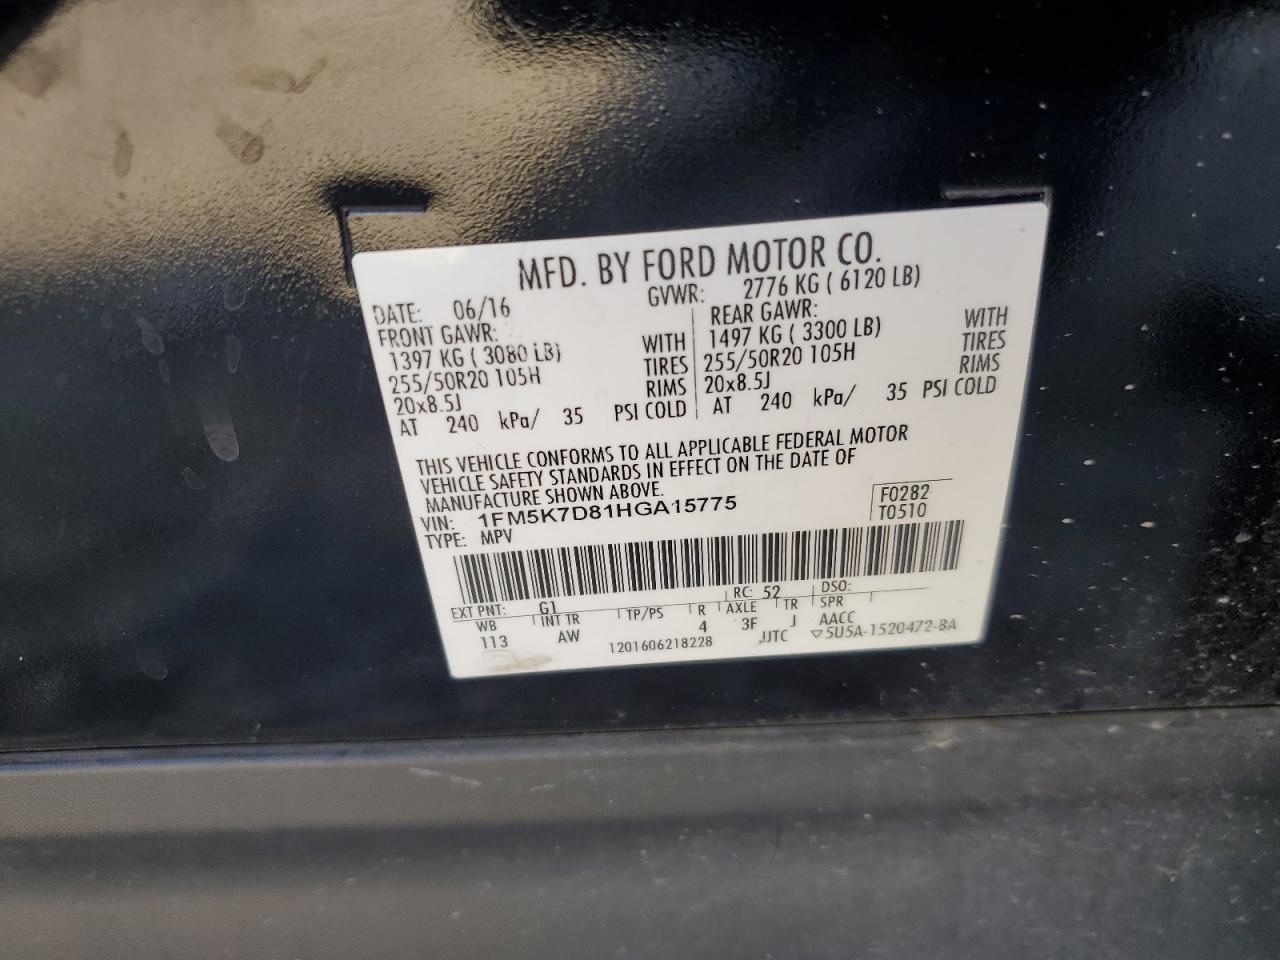 MFD. BY FORD MOTOR CO.
DATE: 06/16 GVWR: 2776 KG ( 6120 LB)
FRONT GAWR: REAR GAWR:
1397 KG ( 3080 LB) WITH 1497 KG ( 3300 LB) WITH
255/50R20 105H TIRES 255/50R20 105H TIRES
20x8.5J RIMS 20x8.5J RIMS
AT 240 kPa/ 35 PSI COLD AT 240 kPa/ 35 PSI COLD
THIS VEHICLE CONFORMS TO ALL APPLICABLE FEDERAL MOTOR
VEHICLE SAFETY STANDARDS IN EFFECT ON THE DATE OF
MANUFACTURE SHOWN ABOVE.
VIN: 1FM5K7D81HGA15775 F0282
TYPE: MPV T0510
EXT PNT: G1 RC: 52 DSO:
WB INT TR TP/PS R AXLE TR SPR
113 AW 4 3F J AACC
1201606218228 JJTC ▽5U5A-1520472-BA